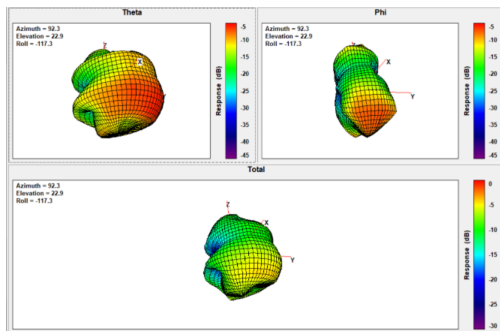 Theta
Azimuth = 92.3
Elevation = 22.9
Roll = -117.3
Z
X
Y
-5
-10
-15
-20
-25
-30
-35
-40
-45
Response (dB)
Phi
Azimuth = 92.3
Elevation = 22.9
Roll = -117.3
Z
X
Y
-5
-10
-15
-20
-25
-30
-35
-40
-45
Response (dB)
Total
Azimuth = 92.3
Elevation = 22.9
Roll = -117.3
Z
X
Y
0
-5
-10
-15
-20
-25
-30
Response (dB)